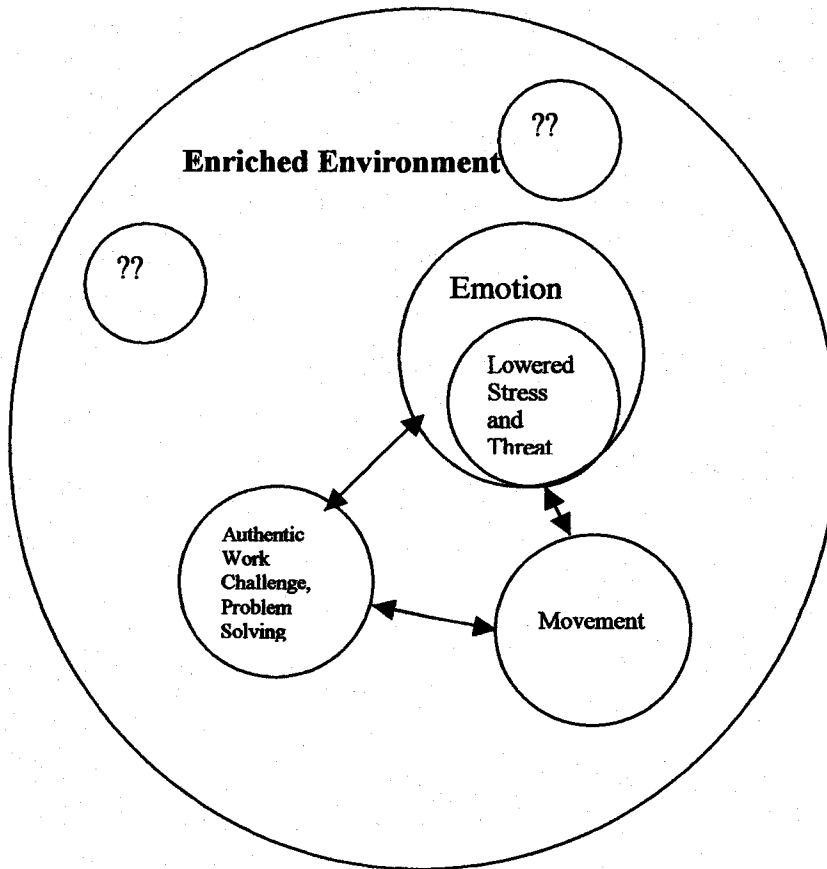 ??
Enriched Environment
??
Emotion
Lowered
Stress
and
Threat
Authentic
Work
Challenge,
Problem
Solving
Movement